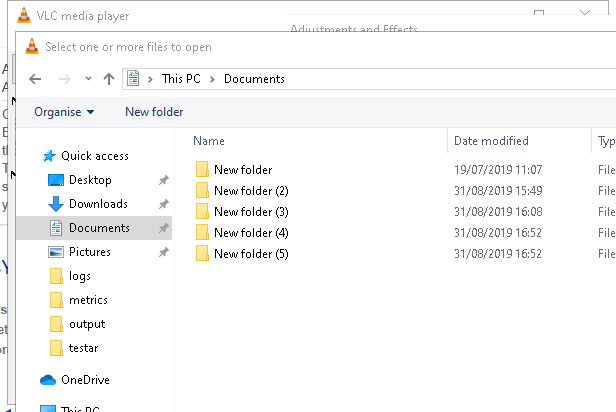 VLC media player
Adjustments and Effects
Select one or more files to open
This PC > Documents
Organise New folder
Name Date modified Typ
Quick access
Desktop
Downloads
Documents
Pictures
logs
metrics
output
testar
OneDrive
This PC
New folder 19/07/2019 11:07 File
New folder (2) 31/08/2019 15:49 File
New folder (3) 31/08/2019 16:08 File
New folder (4) 31/08/2019 16:52 File
New folder (5) 31/08/2019 16:52 File